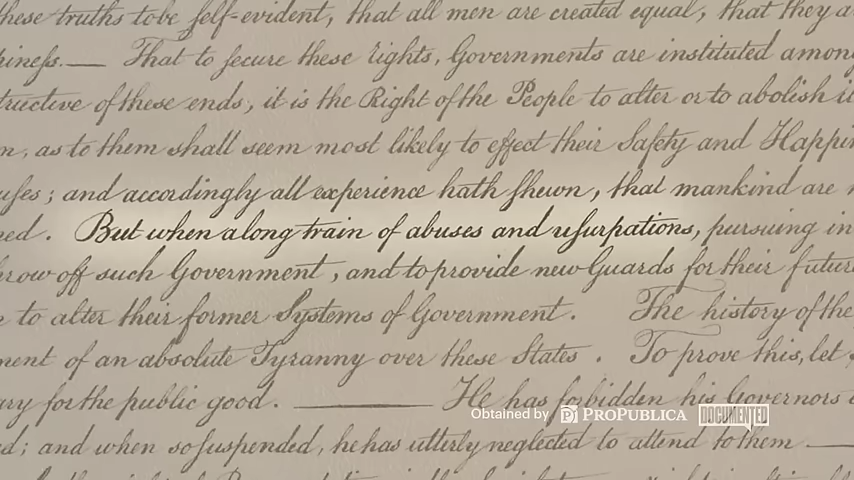 these truths to be self-evident, that all men are created equal, that they a
piness.— That to secure these rights, Governments are instituted among
tructive of these ends, it is the Right of the People to alter or to abolish i
n, as to them shall seem most likely to effect their Safety and Happin
uses; and accordingly all experience hath shewn, that mankind are
ned. But when a long train of abuses and usurpations, pursuing in
hrow off such Government, and to provide new Guards for their futur
to alter their former Systems of Government. The history of the
ment of an absolute Tyranny over these States. To prove this, let
ary for the public good. — He has forbidden his Governors
Obtained by PROPUBLICA DOCUMENTED
ed; and when so suspended, he has utterly neglected to attend to them —